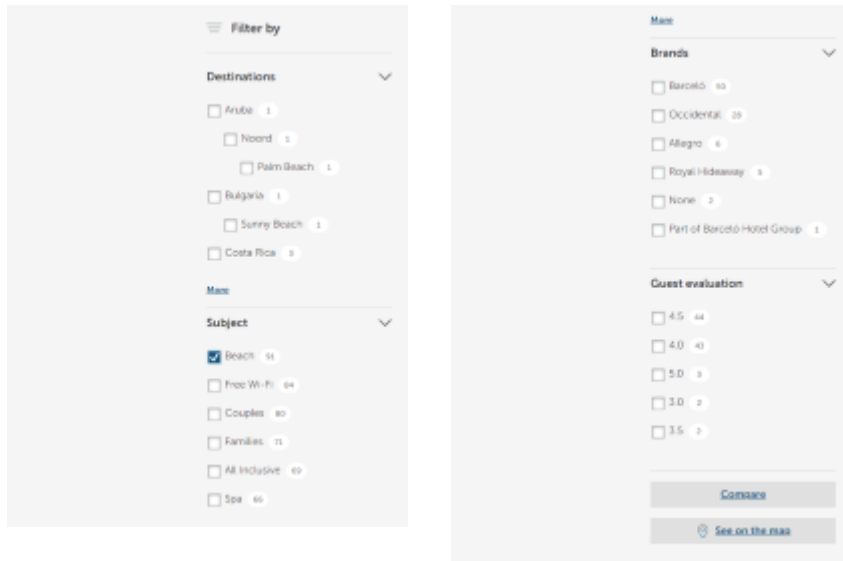 Filter by
Destinations
Aruba 1
Noord 1
Palm Beach 1
Bulgaria 1
Sunny Beach 1
Costa Rica 3
More
Subject
Beach
Free Wi-Fi
Couples 80
Families 71
All Inclusive 69
Spa 66
More
Brands
Barceló
Occidental
Allegro 6
Royal Hideaway
None 2
Part of Barceló Hotel Group 1
Guest evaluation
4.5 44
4.0 43
5.0 3
3.0 2
3.5 2
Compare
See on the map